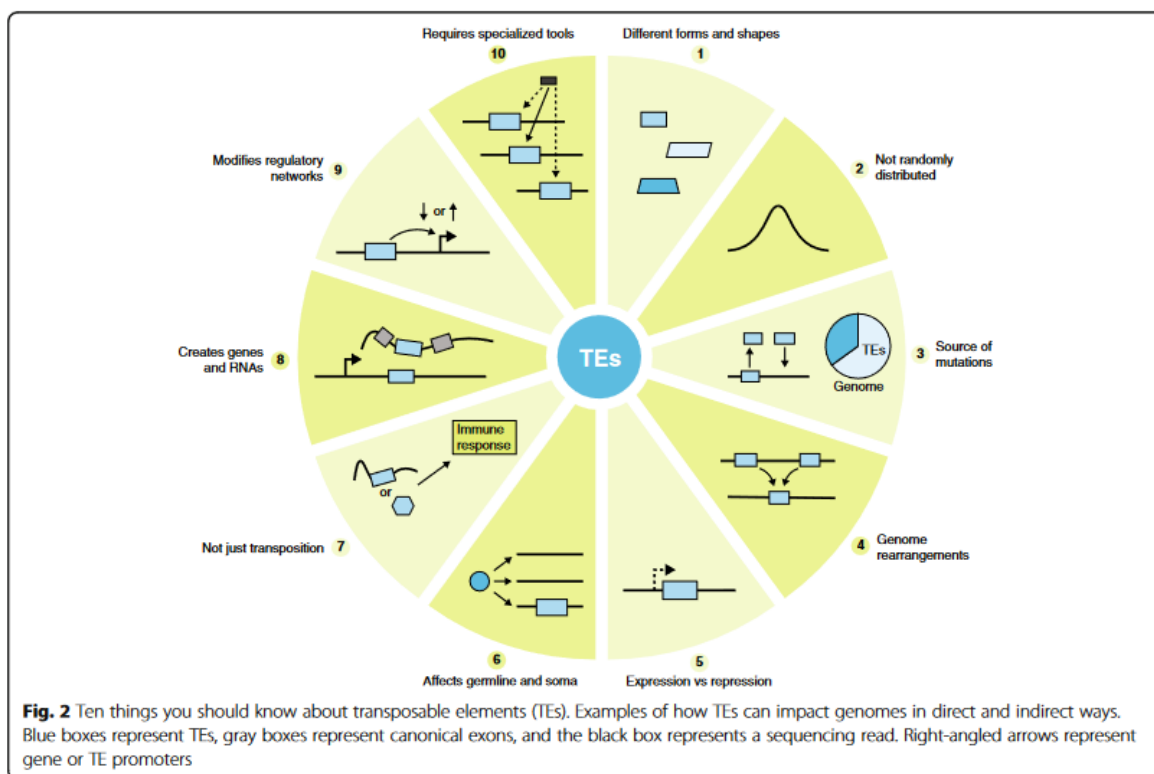 Requires specialized tools
10
Different forms and shapes
1
2
Not randomly
distributed
3
Source of
mutations
TEs
Genome
4
Genome
rearrangements
5
Expression vs repression
6
Affects germline and soma
7
Not just transposition
Immune
response
or
8
Creates genes
and RNAs
9
Modifies regulatory
networks
or
TEs
Fig. 2 Ten things you should know about transposable elements (TEs). Examples of how TEs can impact genomes in direct and indirect ways.
Blue boxes represent TEs, gray boxes represent canonical exons, and the black box represents a sequencing read. Right-angled arrows represent
gene or TE promoters